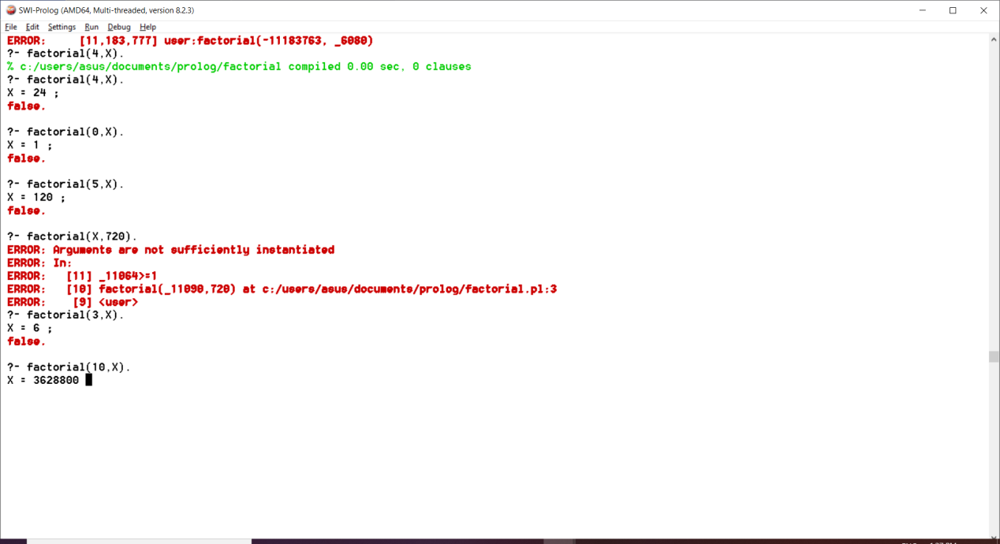 SWI-Prolog (AMD64, Multi-threaded, version 8.2.3)
File Edit Settings Run Debug Help
ERROR:     [11,183,777] user:factorial(-11183763, _6080)
?- factorial(4,X).
% c:/users/asus/documents/prolog/factorial compiled 0.00 sec, 0 clauses
?- factorial(4,X).
X = 24 ;
false.
?- factorial(0,X).
X = 1 ;
false.
?- factorial(5,X).
X = 120 ;
false.
?- factorial(X,720).
ERROR: Arguments are not sufficiently instantiated
ERROR: In:
ERROR:   [11] _11064>=1
ERROR:   [10] factorial(_11090,720) at c:/users/asus/documents/prolog/factorial.pl:3
ERROR:    [9] <user>
?- factorial(3,X).
X = 6 ;
false.
?- factorial(10,X).
X = 3628800